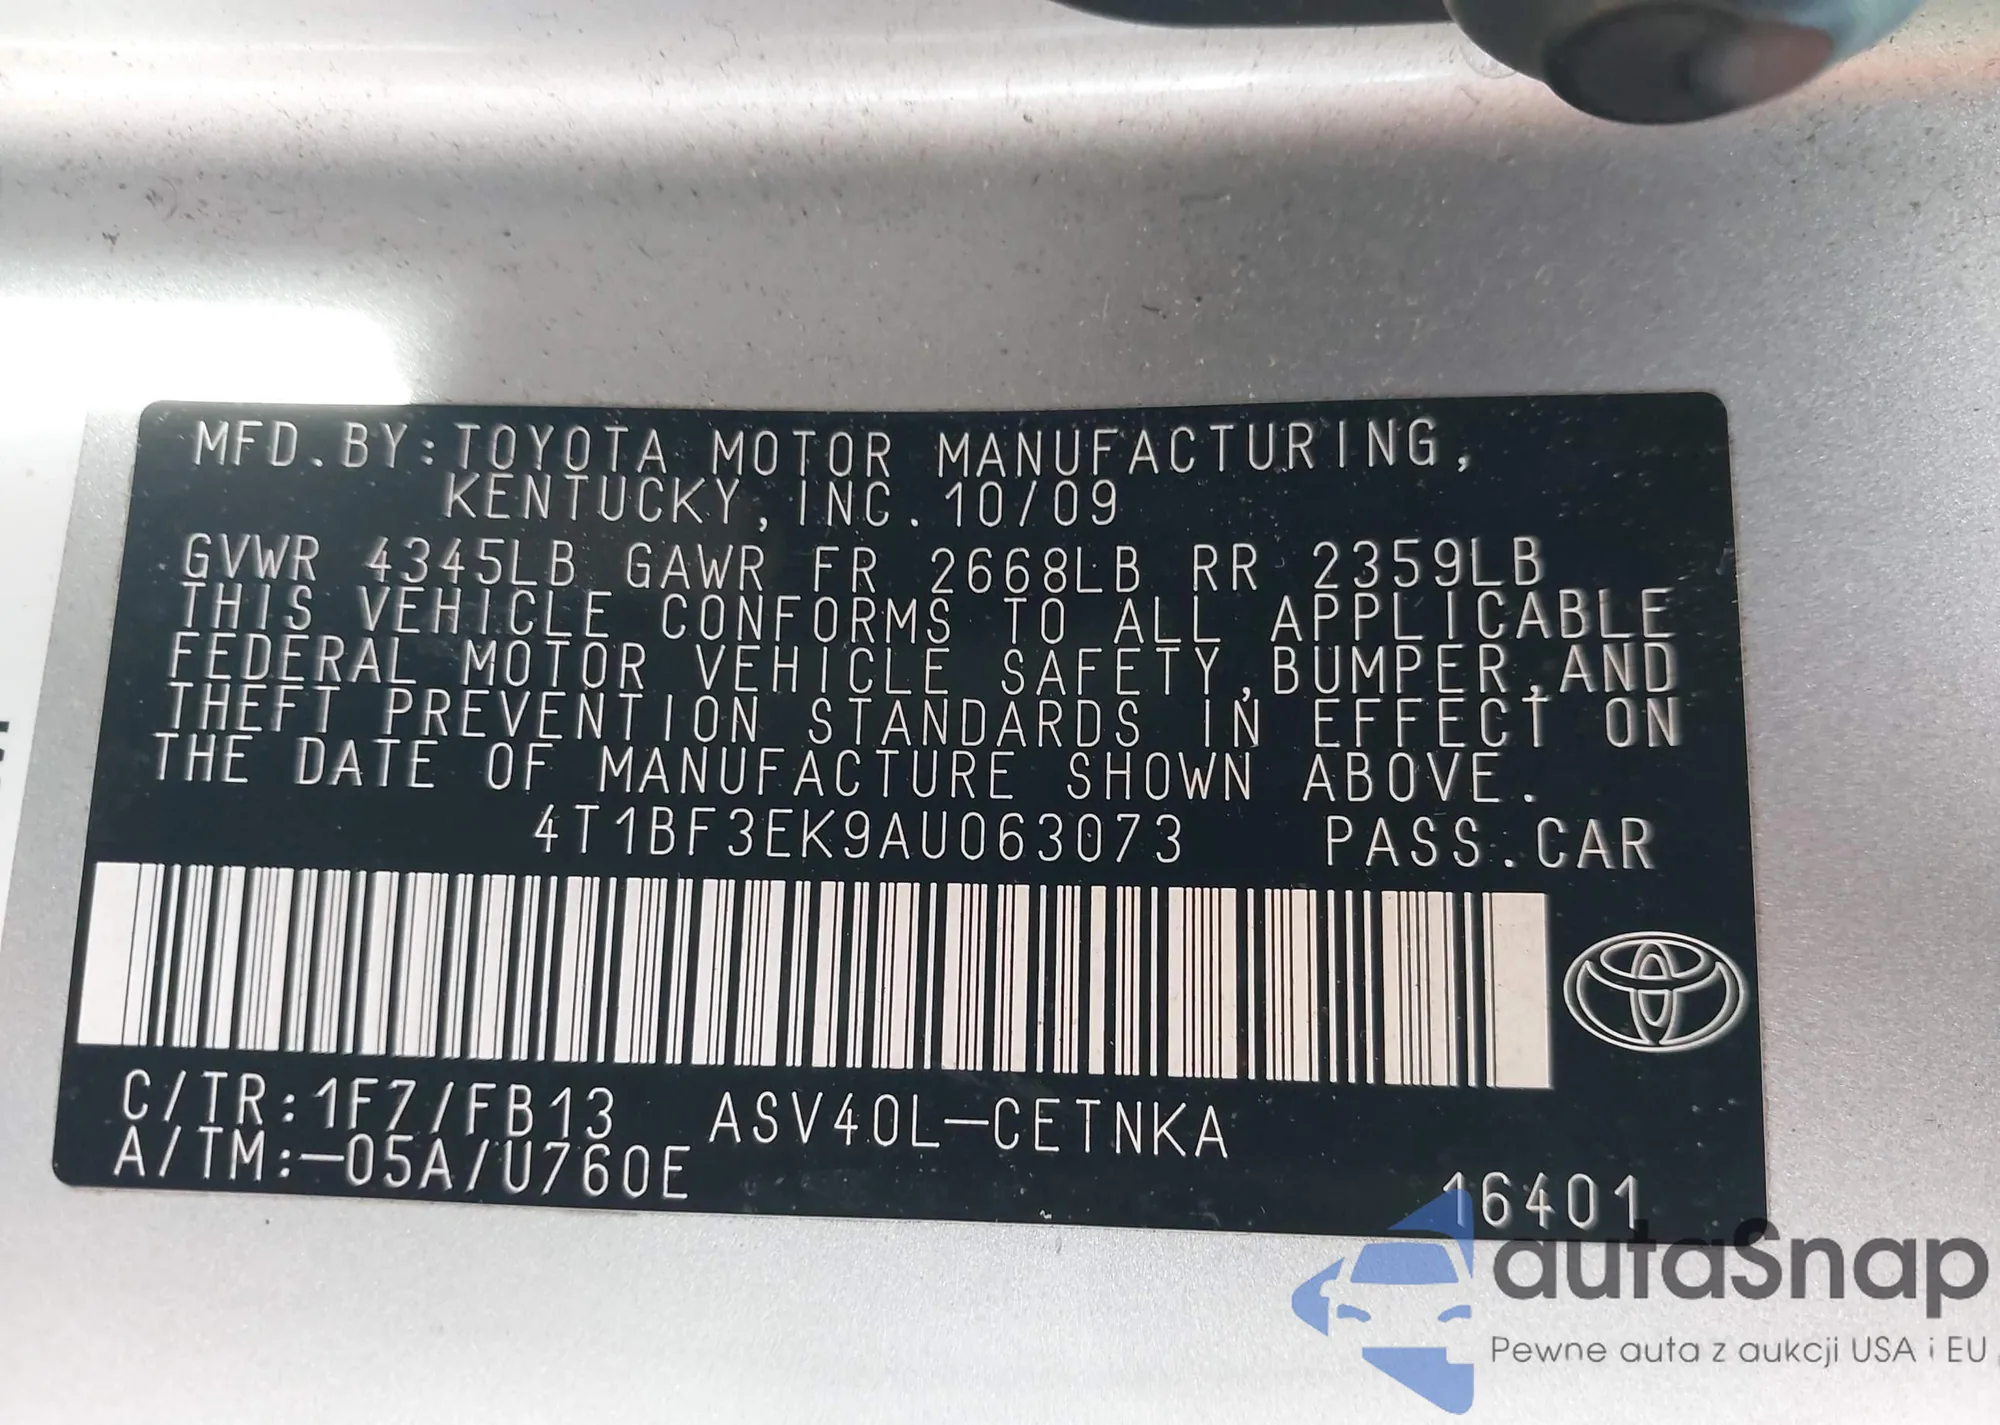 MFD.BY:TOYOTA MOTOR MANUFACTURING,
KENTUCKY,INC.10/09
GVWR 4345LB GAWR FR 2668LB RR 2359LB
THIS VEHICLE CONFORMS TO ALL APPLICABLE
FEDERAL MOTOR VEHICLE SAFETY,BUMPER,AND
THEFT PREVENTION STANDARDS IN EFFECT ON
THE DATE OF MANUFACTURE SHOWN ABOVE.
4T1BF3EK9AU063073 PASS.CAR
C/TR:1F7/FB13 ASV40L-CETNKA
A/TM:-05A/U760E
16401
autaSnap
Pewne auta z aukcji USA i EU